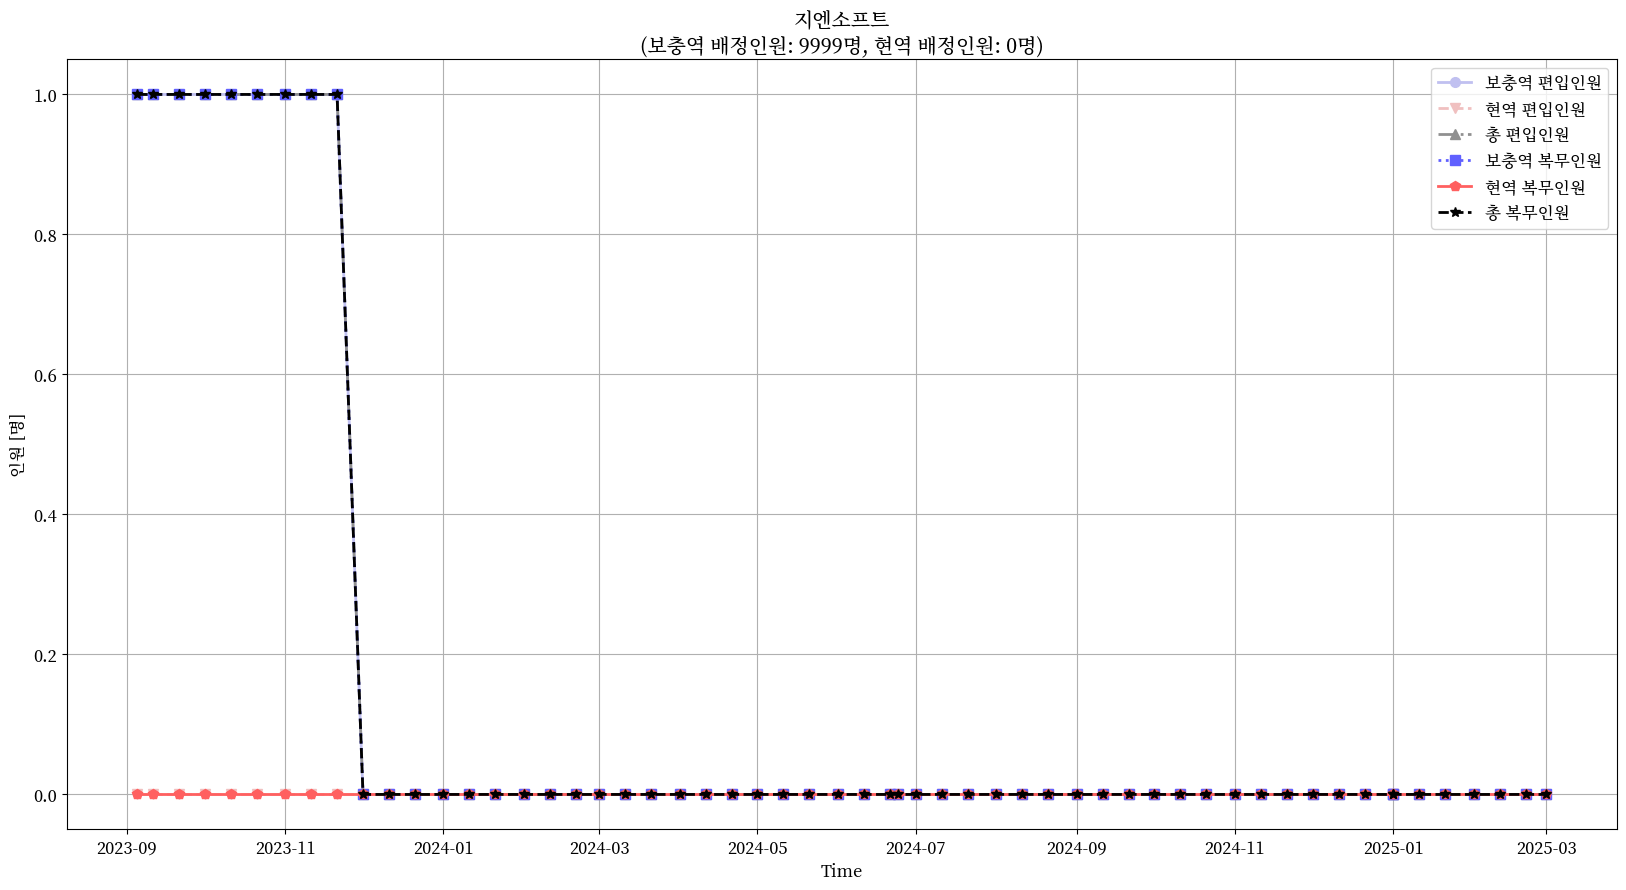 지엔소프트
(보충역 배정인원: 9999명, 현역 배정인원: 0명)
보충역 편입인원
현역 편입인원
총 편입인원
보충역 복무인원
현역 복무인원
총 복무인원
인원 [명]
1.0
0.8
0.6
0.4
0.2
0.0
2023-09
2023-11
2024-01
2024-03
2024-05
2024-07
2024-09
2024-11
2025-01
2025-03
Time